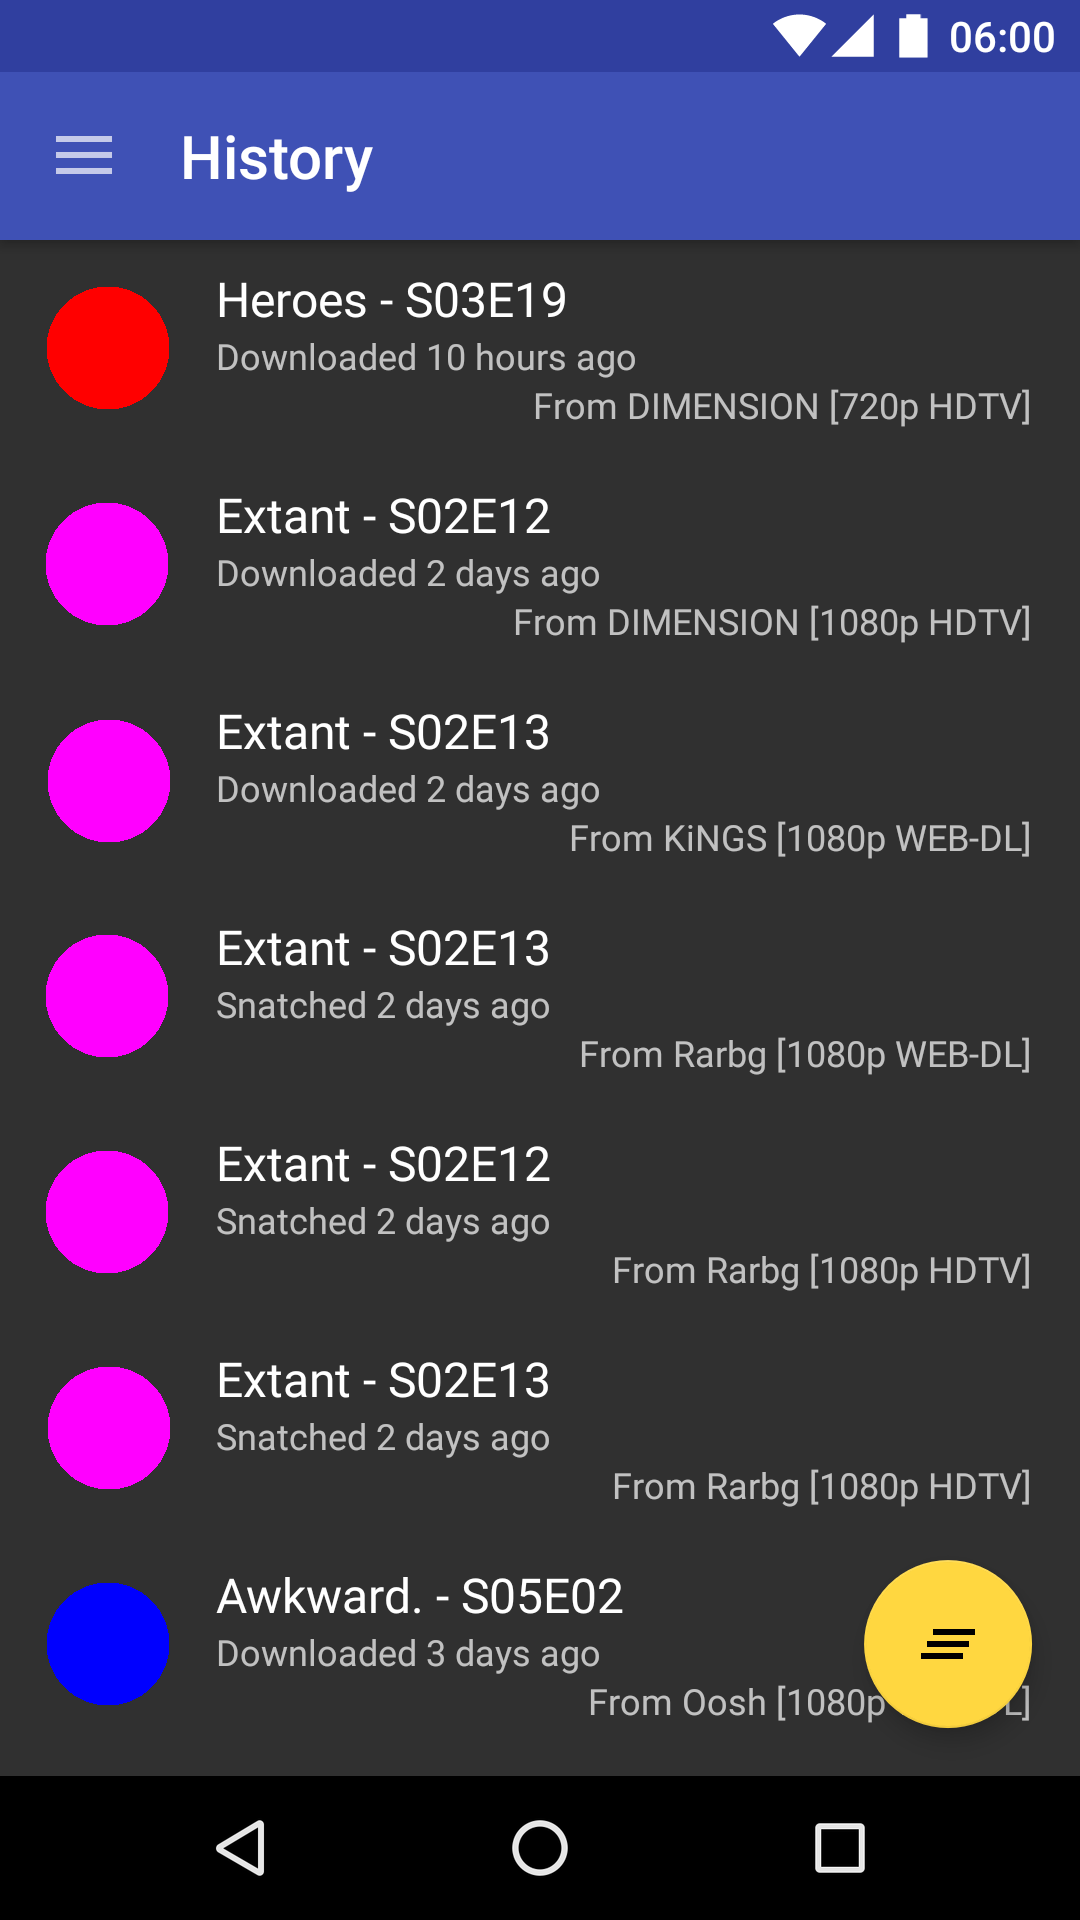 06:00
History
Heroes - S03E19
Downloaded 10 hours ago
From DIMENSION [720p HDTV]
Extant - S02E12
Downloaded 2 days ago
From DIMENSION [1080p HDTV]
Extant - S02E13
Downloaded 2 days ago
From KiNGS [1080p WEB-DL]
Extant - S02E13
Snatched 2 days ago
From Rarbg [1080p WEB-DL]
Extant - S02E12
Snatched 2 days ago
From Rarbg [1080p HDTV]
Extant - S02E13
Snatched 2 days ago
From Rarbg [1080p HDTV]
Awkward. - S05E02
Downloaded 3 days ago
From Oosh [1080p